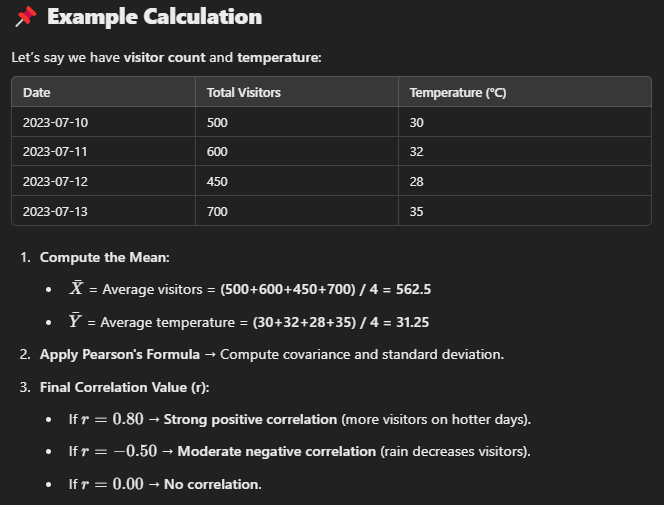 📌 Example Calculation
Let's say we have visitor count and temperature:
Date Total Visitors Temperature (°C)
2023-07-10 500 30
2023-07-11 600 32
2023-07-12 450 28
2023-07-13 700 35
1. Compute the Mean:
• X̄ = Average visitors = (500+600+450+700) / 4 = 562.5
• Ȳ = Average temperature = (30+32+28+35) / 4 = 31.25
2. Apply Pearson's Formula → Compute covariance and standard deviation.
3. Final Correlation Value (r):
• If r = 0.80 → Strong positive correlation (more visitors on hotter days).
• If r = −0.50 → Moderate negative correlation (rain decreases visitors).
• If r = 0.00 → No correlation.